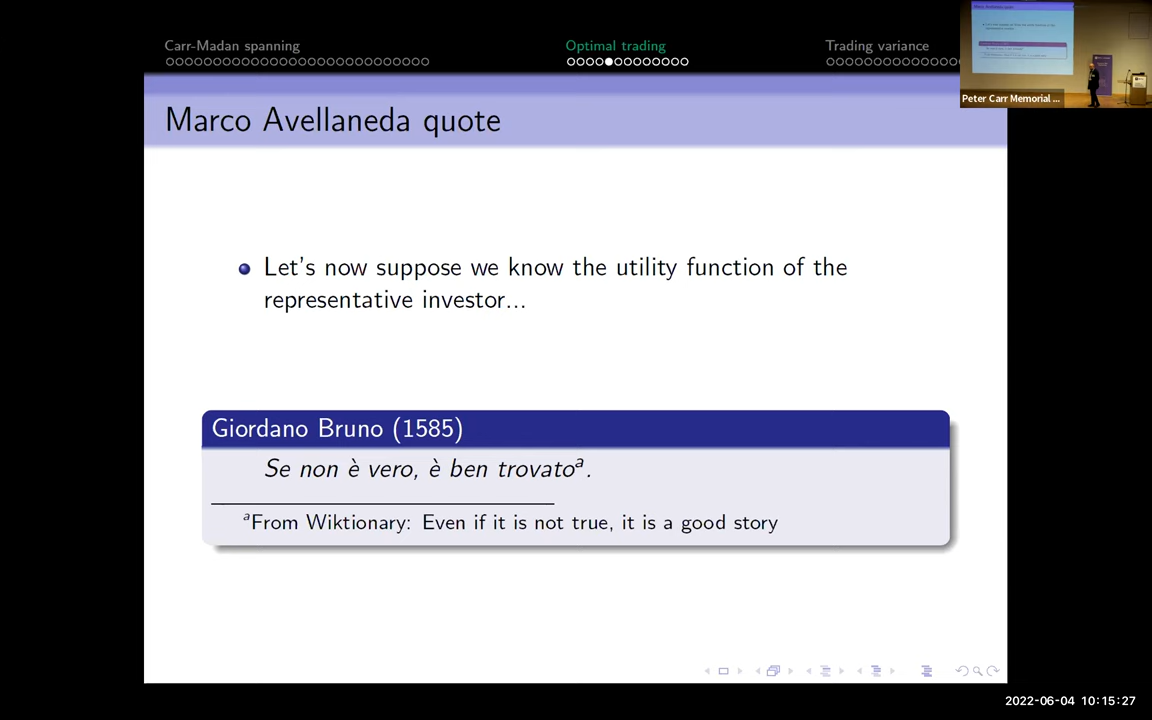 Carr-Madan spanning
Optimal trading
Trading variance
Marco Avellaneda quote
Let's now suppose we know the utility function of the
representative investor...
Giordano Bruno (1585)
Se non è vero, è ben trovatoᵃ.
ᵃFrom Wiktionary: Even if it is not true, it is a good story
Peter Carr Memorial ...
2022-06-04 10:15:27